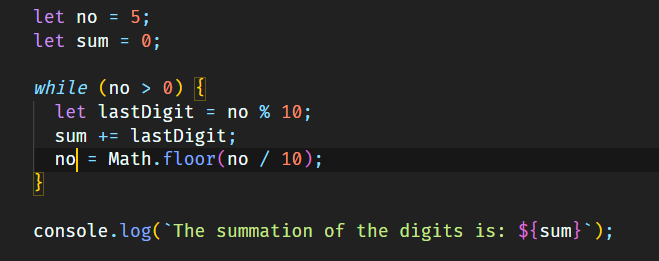 let no = 5;
let sum = 0;
while (no > 0) {
let lastDigit = no % 10;
sum += lastDigit;
no = Math.floor(no / 10);
}
console.log(`The summation of the digits is: ${sum}`);